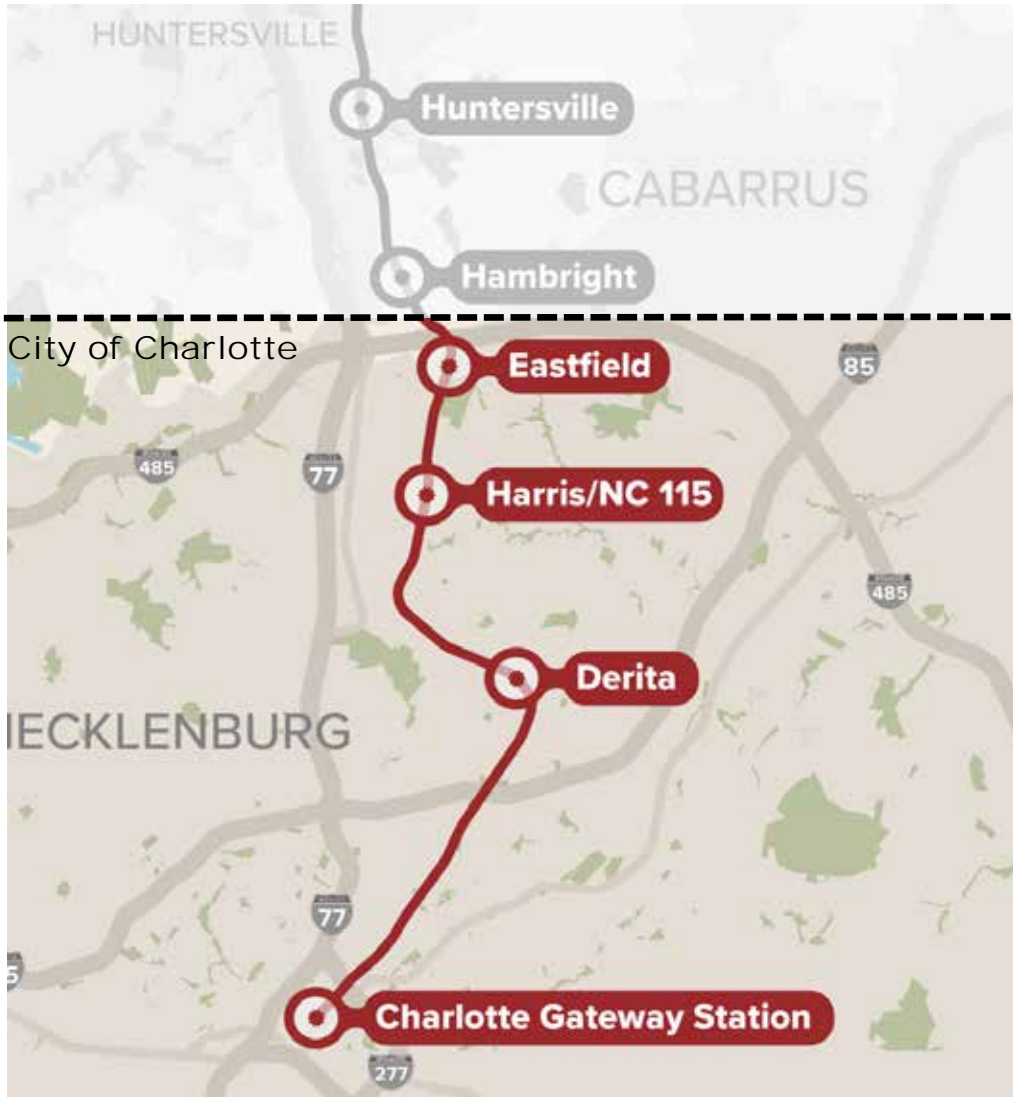 HUNTERSVILLE
Huntersville
CABARRUS
Hambright
City of Charlotte
Eastfield
85
485
77
Harris/NC 115
485
Derita
IECKLENBURG
77
5
Charlotte Gateway Station
277